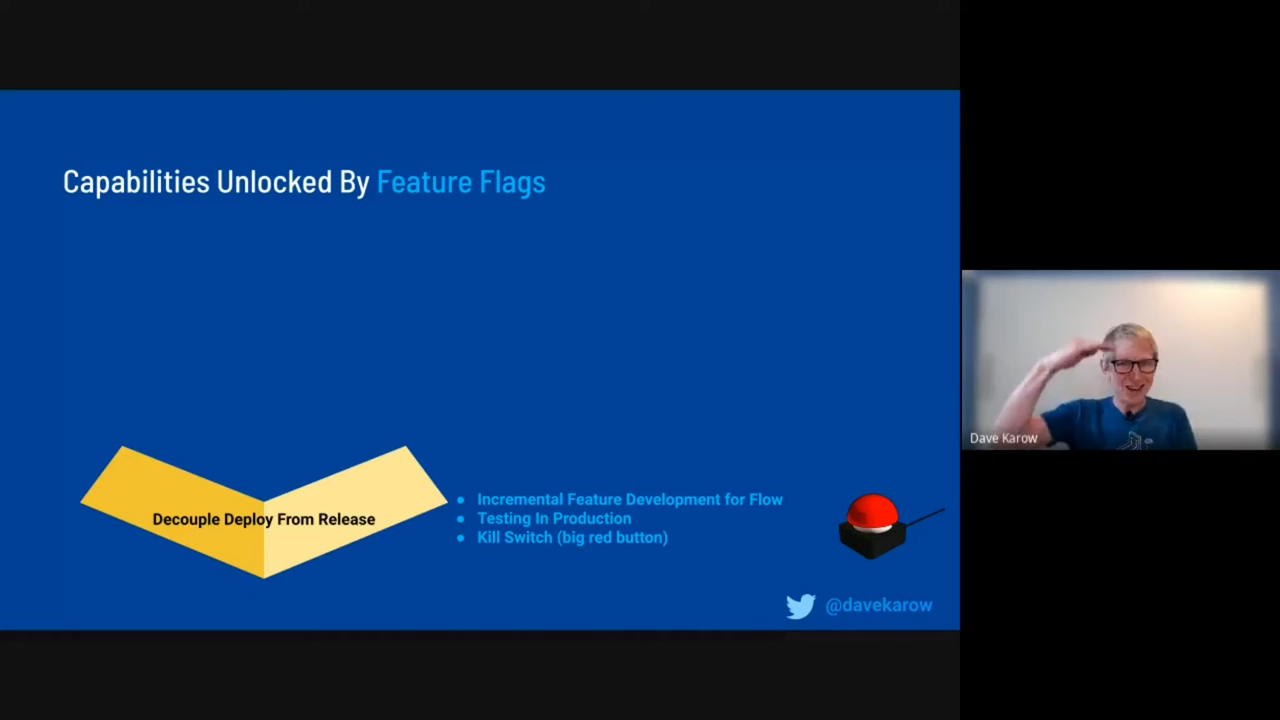 Capabilities Unlocked By Feature Flags
Decouple Deploy From Release
● Incremental Feature Development for Flow
● Testing In Production
● Kill Switch (big red button)
@davekarow
Dave Karow